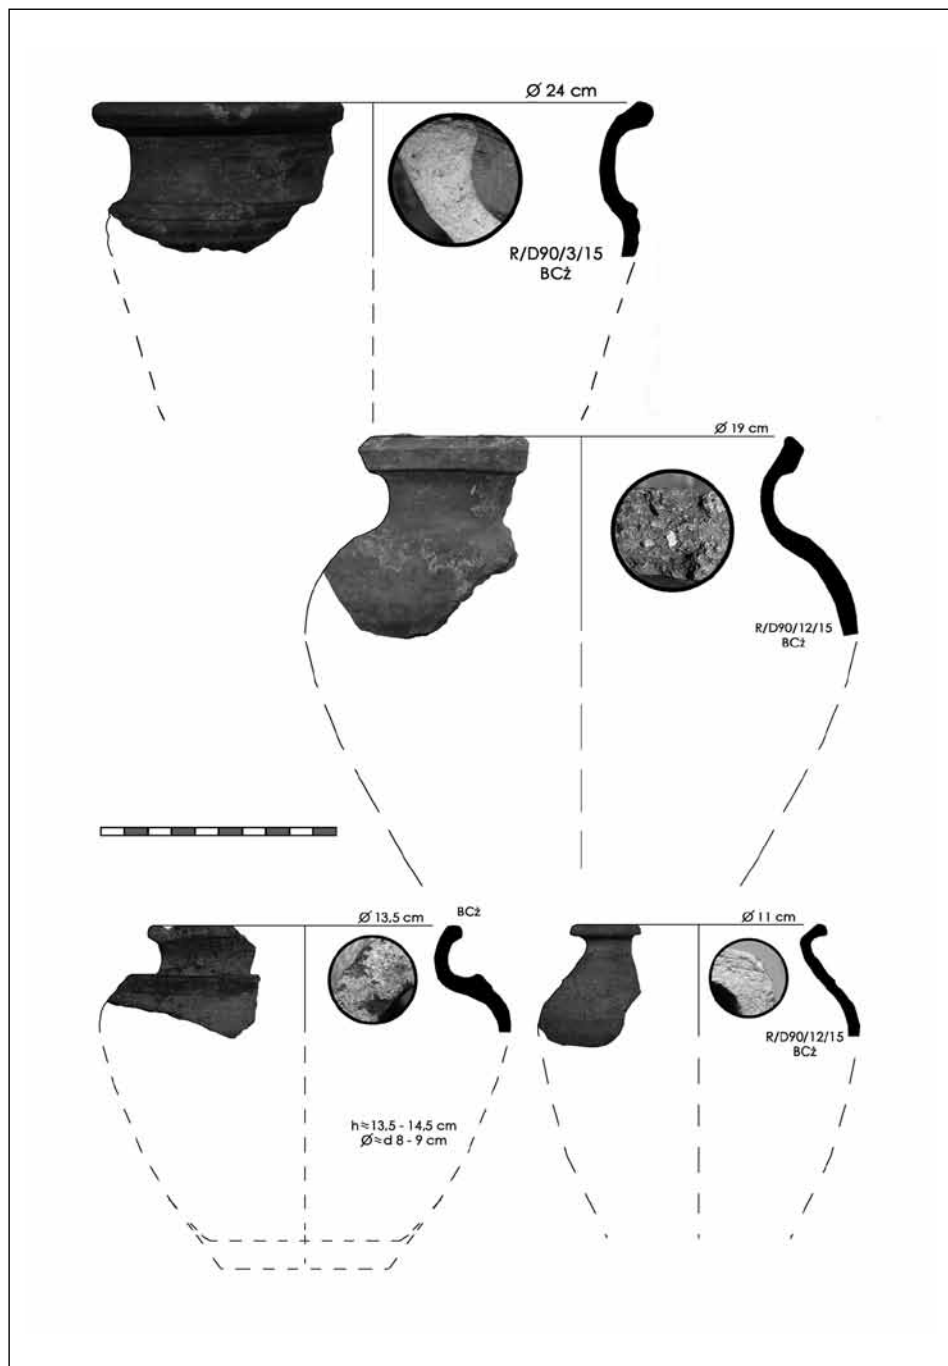 Ø 24 cm
R/D90/3/15
BCż
Ø 19 cm
R/D90/12/15
BCż
Ø 13,5 cm
BCż
Ø 11 cm
R/D90/12/15
BCż
h≈13,5 - 14,5 cm
Ø≈d 8 - 9 cm